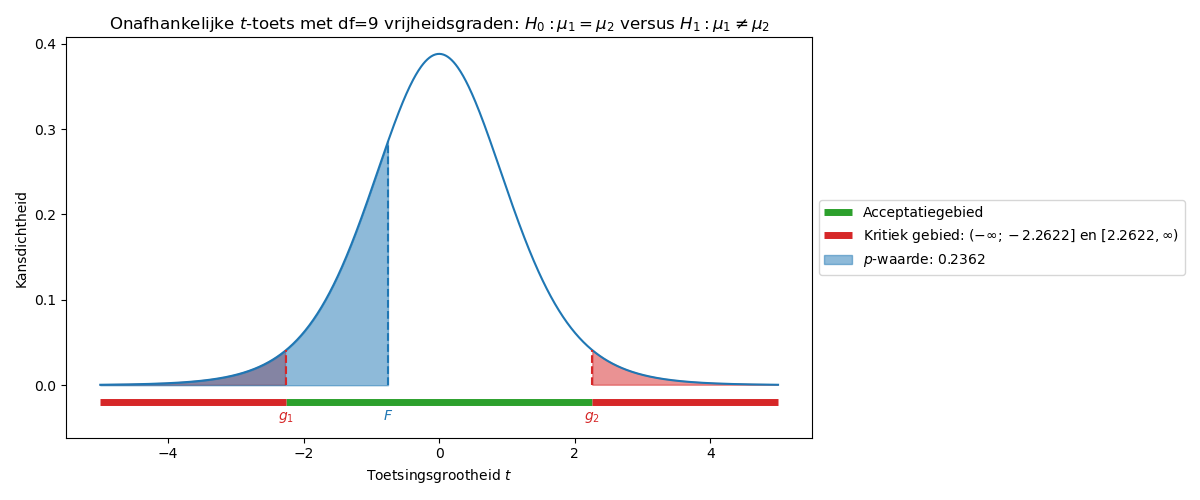 Onafhankelijke t-toets met df=9 vrijheidsgraden: H₀ : μ₁ = μ₂ versus H₁ : μ₁ ≠ μ₂
Kansdichtheid
0.4
0.3
0.2
0.1
0.0
g₁
F
g₂
−4
−2
0
2
4
Toetsingsgrootheid t
Acceptatiegebied
Kritiek gebied: (−∞; −2.2622] en [2.2622, ∞)
p-waarde: 0.2362